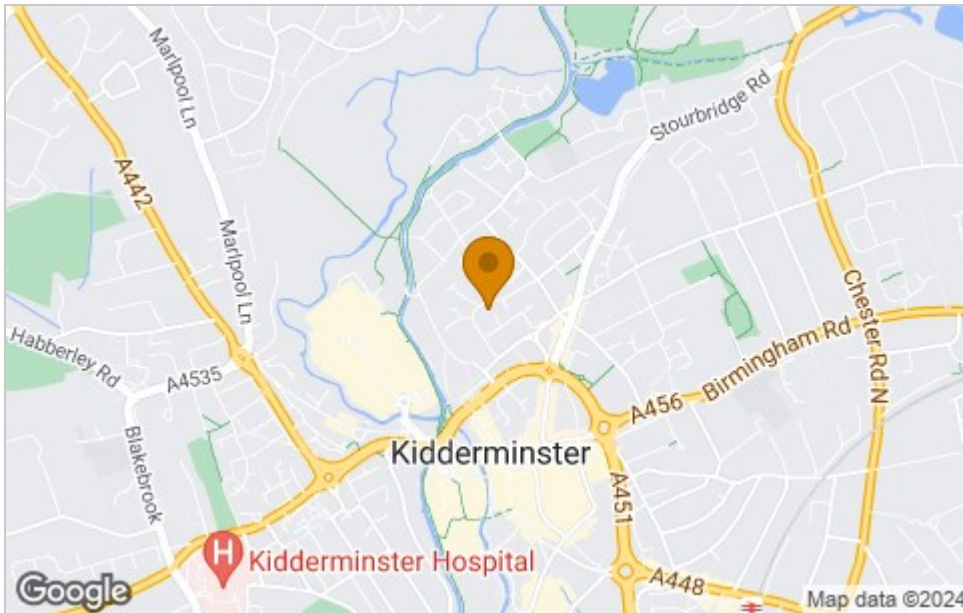 Marlpool Ln
Stourbridge Rd
A442
Marlpool Ln
Chester Rd N
Habberley Rd
A4535
Birmingham Rd
A456
Blakebrook
Kidderminster
A451
H
Kidderminster Hospital
A448
Google
Map data ©2024